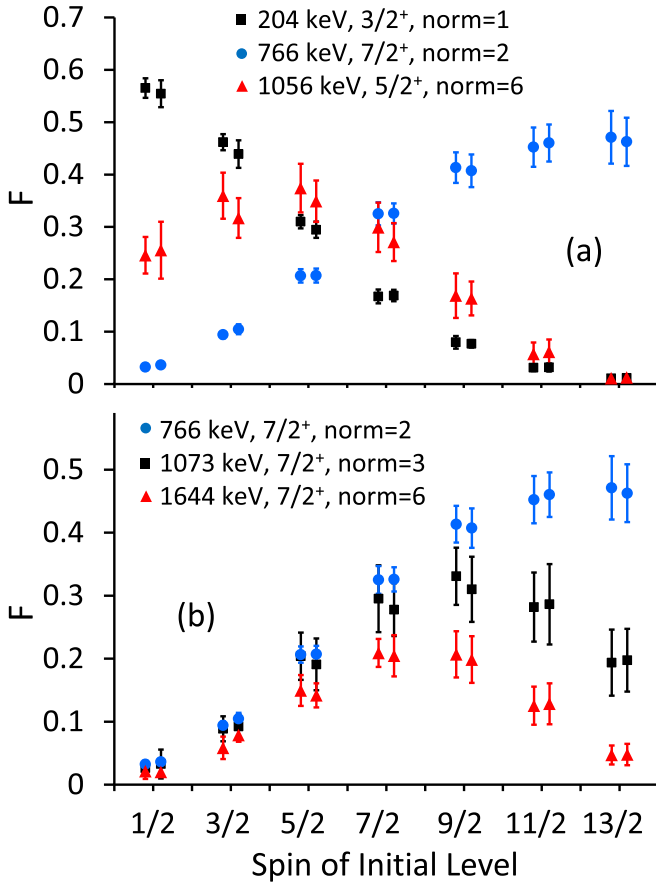 204 keV, 3/2⁺, norm=1
766 keV, 7/2⁺, norm=2
1056 keV, 5/2⁺, norm=6
0.7
0.6
0.5
0.4
0.3
0.2
0.1
0
F
(a)
766 keV, 7/2⁺, norm=2
1073 keV, 7/2⁺, norm=3
1644 keV, 7/2⁺, norm=6
0.5
0.4
0.3
0.2
0.1
0
F
(b)
1/2 3/2 5/2 7/2 9/2 11/2 13/2
Spin of Initial Level